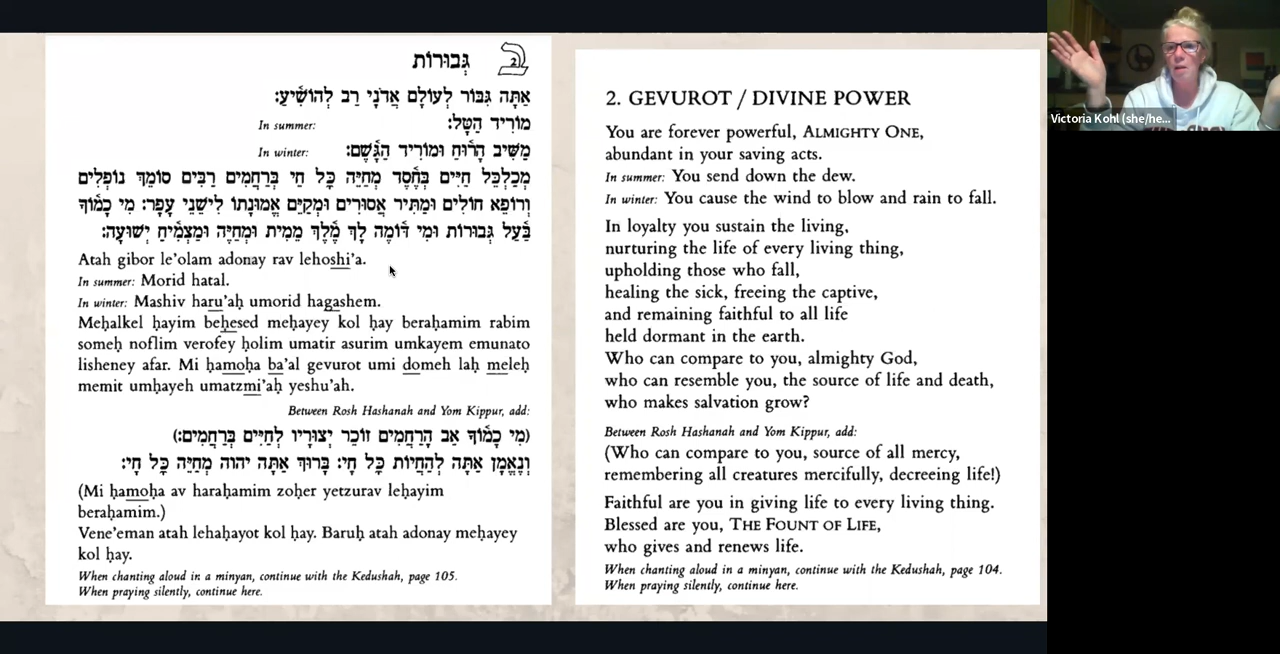 גְּבוּרוֹת 2
אַתָּה גִּבּוֹר לְעוֹלָם אֲדֹנָי רַב לְהוֹשִׁיעַ:
In summer: מוֹרִיד הַטָּל:
In winter: מַשִּׁיב הָרוּחַ וּמוֹרִיד הַגָּשֶׁם:
מְכַלְכֵּל חַיִּים בְּחֶסֶד מְחַיֵּה כָּל חַי בְּרַחֲמִים רַבִּים סוֹמֵךְ נוֹפְלִים
וְרוֹפֵא חוֹלִים וּמַתִּיר אֲסוּרִים וּמְקַיֵּם אֱמוּנָתוֹ לִישֵׁנֵי עָפָר: מִי כָמוֹךָ
בַּעַל גְּבוּרוֹת וּמִי דּוֹמֶה לָךְ מֶלֶךְ מֵמִית וּמְחַיֶּה וּמַצְמִיחַ יְשׁוּעָה:
Atah gibor le'olam adonay rav lehoshi'a.
In summer: Morid hatal.
In winter: Mashiv haru'aḥ umorid hagashem.
Meḥalkel ḥayim beḥesed meḥayey kol ḥay beraḥamim rabim
someḥ noflim verofey ḥolim umatir asurim umkayem emunato
lisheney afar. Mi ḥamoḥa ba'al gevurot umi domeh laḥ meleḥ
memit umḥayeh umatzmi'aḥ yeshu'ah.
Between Rosh Hashanah and Yom Kippur, add:
(מִי כָמוֹךָ אַב הָרַחֲמִים זוֹכֵר יְצוּרָיו לְחַיִּים בְּרַחֲמִים:)
וְנֶאֱמָן אַתָּה לְהַחֲיוֹת כָּל חָי: בָּרוּךְ אַתָּה יהוה מְחַיֵּה כָּל חָי:
(Mi ḥamoḥa av haraḥamim zoḥer yetzurav leḥayim
beraḥamim.)
Vene'eman atah lehaḥayot kol ḥay. Baruḥ atah adonay meḥayey
kol ḥay.
When chanting aloud in a minyan, continue with the Kedushah, page 105.
When praying silently, continue here.
2. GEVUROT / DIVINE POWER
You are forever powerful, ALMIGHTY ONE,
abundant in your saving acts.
In summer: You send down the dew.
In winter: You cause the wind to blow and rain to fall.
In loyalty you sustain the living,
nurturing the life of every living thing,
upholding those who fall,
healing the sick, freeing the captive,
and remaining faithful to all life
held dormant in the earth.
Who can compare to you, almighty God,
who can resemble you, the source of life and death,
who makes salvation grow?
Between Rosh Hashanah and Yom Kippur, add:
(Who can compare to you, source of all mercy,
remembering all creatures mercifully, decreeing life!)
Faithful are you in giving life to every living thing.
Blessed are you, THE FOUNT OF LIFE,
who gives and renews life.
When chanting aloud in a minyan, continue with the Kedushah, page 104.
When praying silently, continue here.
Victoria Kohl (she/he...